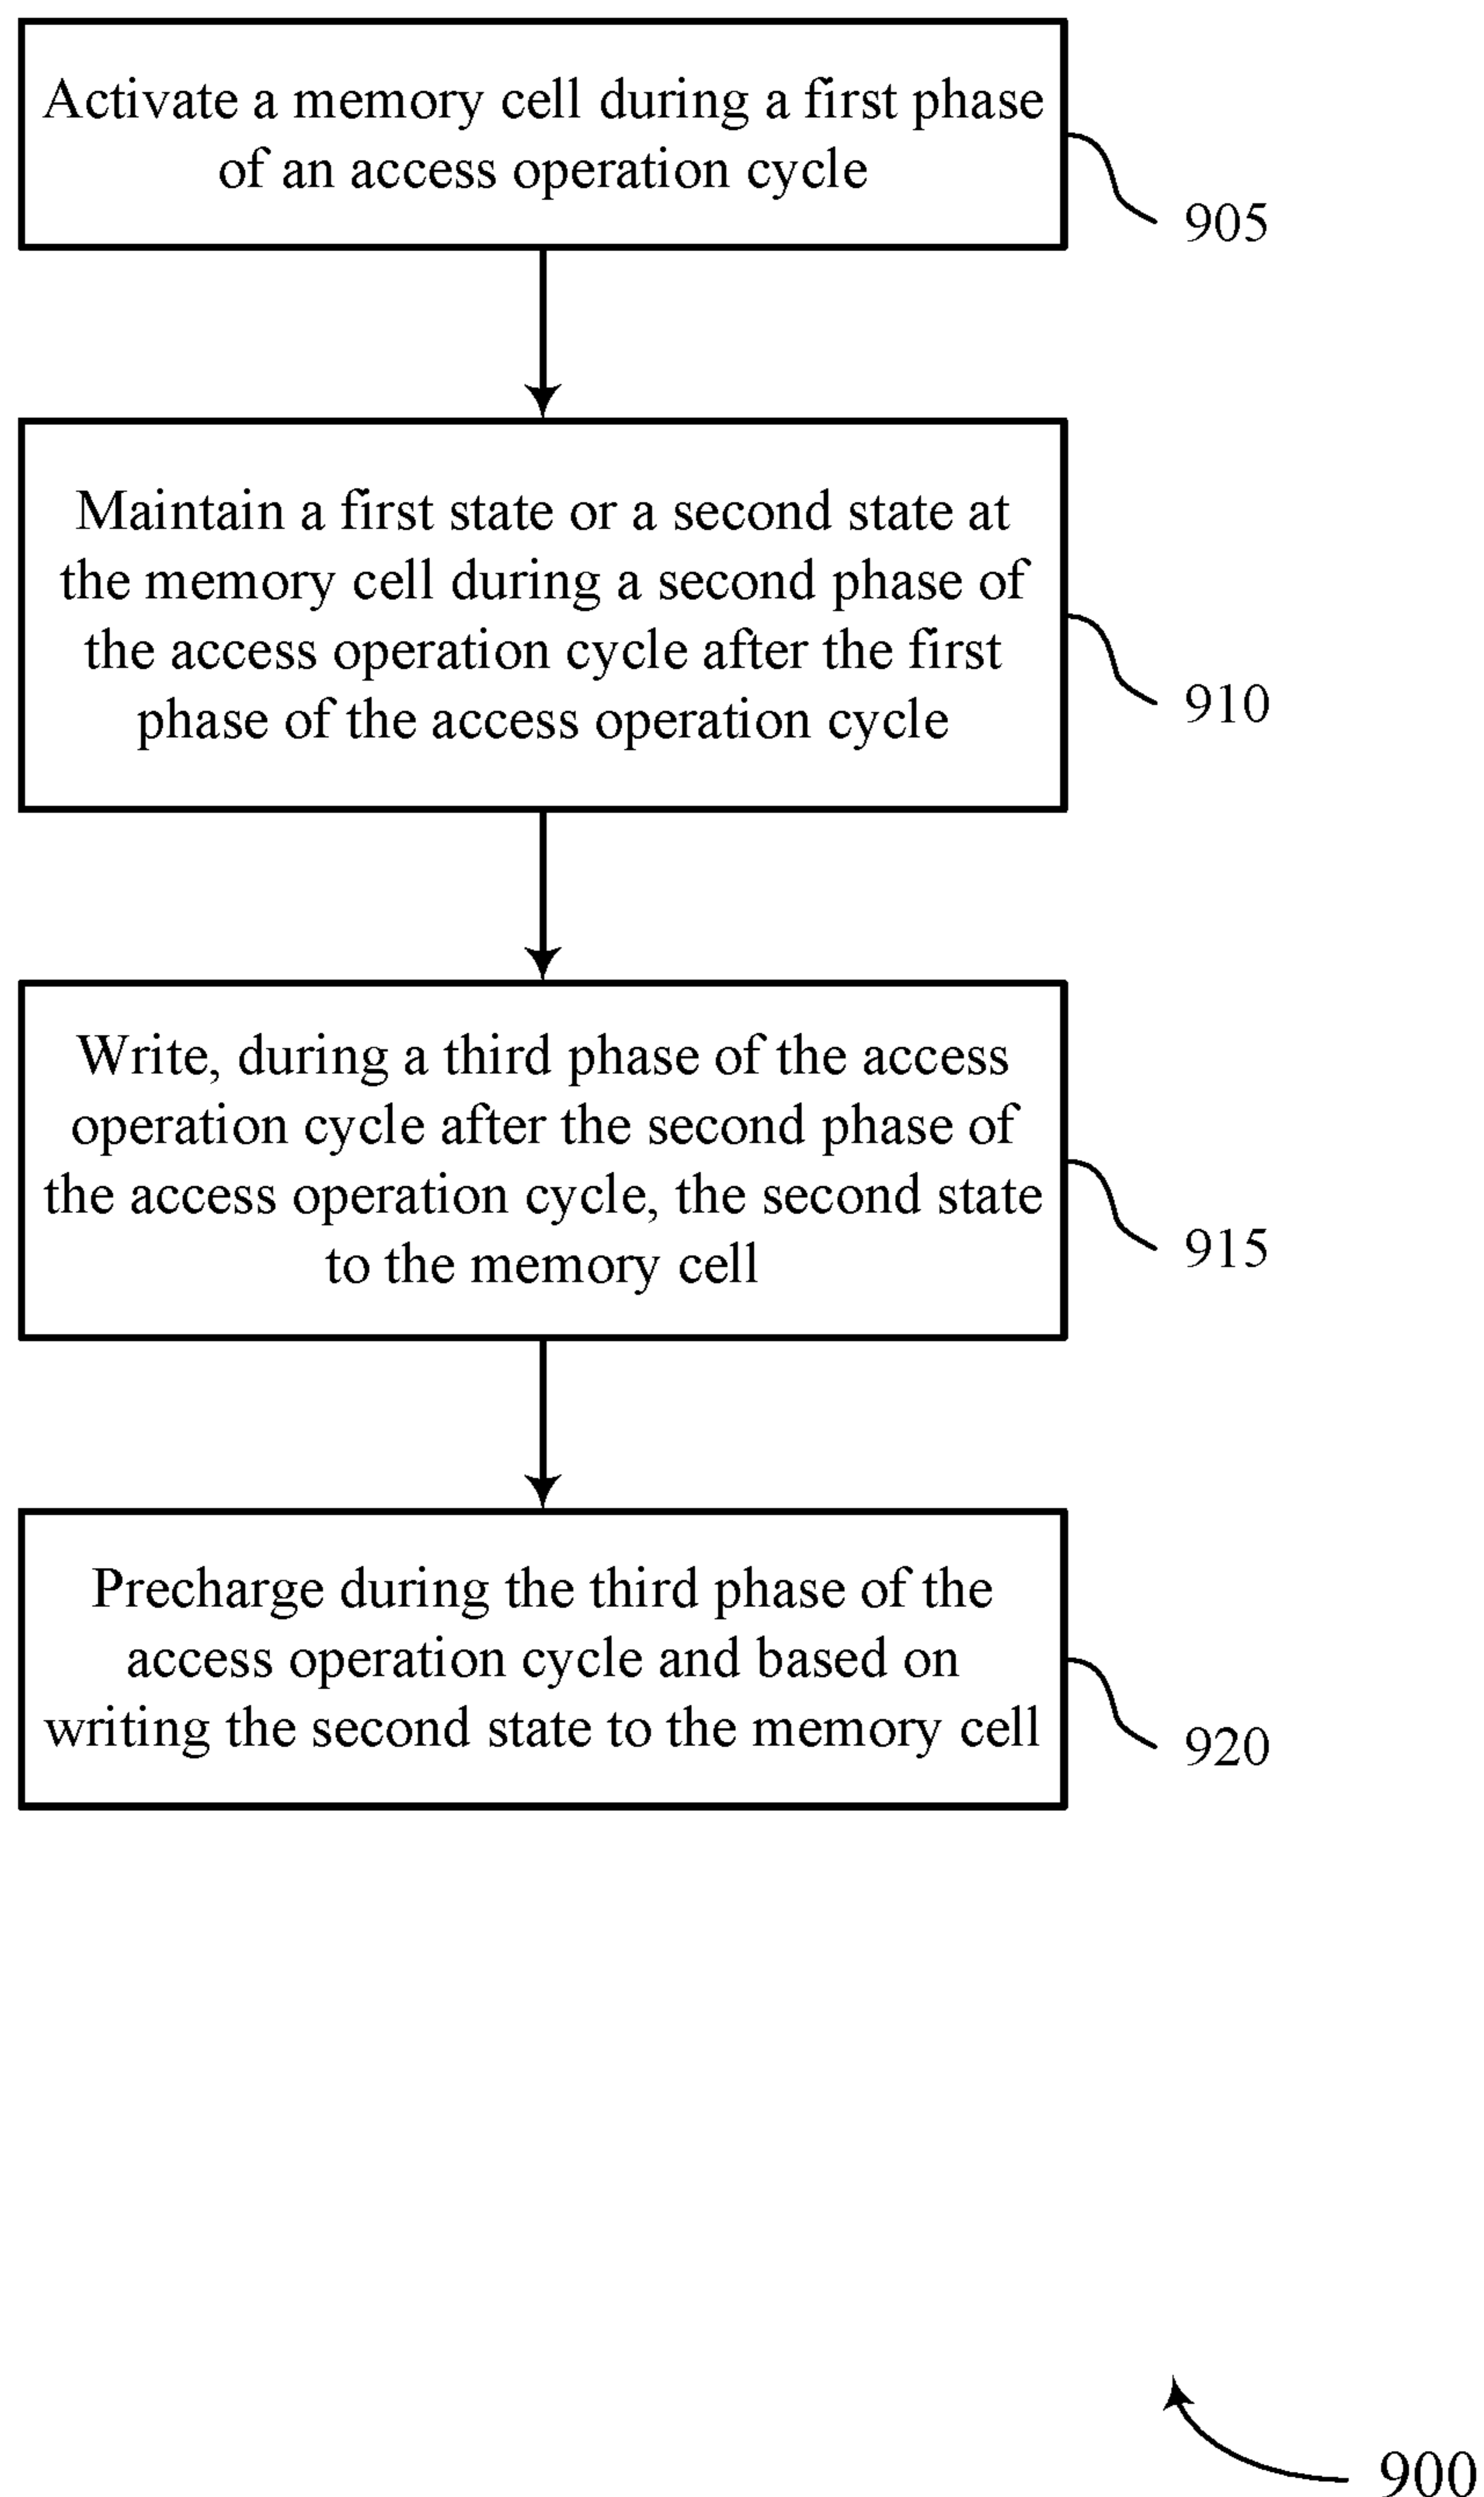 Activate a memory cell during a first phase
of an access operation cycle
905
Maintain a first state or a second state at
the memory cell during a second phase of
the access operation cycle after the first
phase of the access operation cycle
910
Write, during a third phase of the access
operation cycle after the second phase of
the access operation cycle, the second state
to the memory cell
915
Precharge during the third phase of the
access operation cycle and based on
writing the second state to the memory cell
920
900